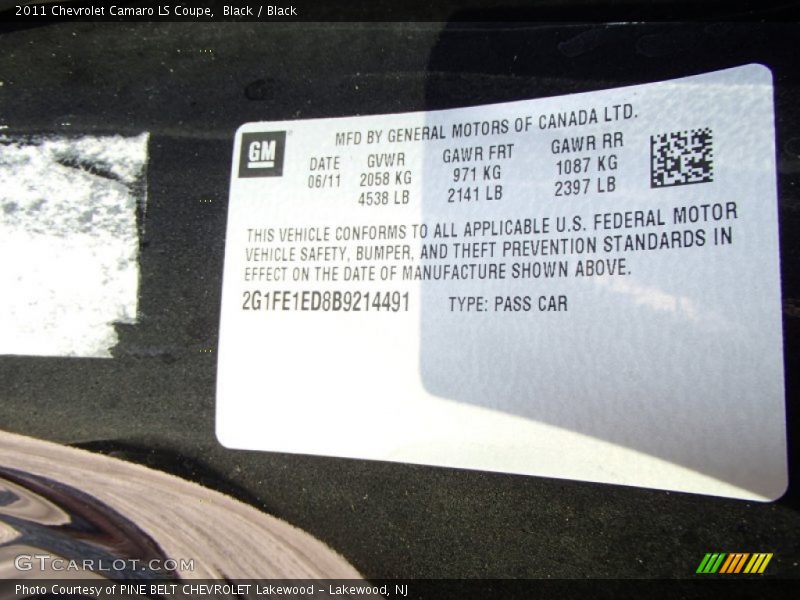 2011 Chevrolet Camaro LS Coupe,  Black / Black
MFD BY GENERAL MOTORS OF CANADA LTD.
GM
DATE GVWR GAWR FRT GAWR RR
06/11 2058 KG 971 KG 1087 KG
4538 LB 2141 LB 2397 LB
THIS VEHICLE CONFORMS TO ALL APPLICABLE U.S. FEDERAL MOTOR
VEHICLE SAFETY, BUMPER, AND THEFT PREVENTION STANDARDS IN
EFFECT ON THE DATE OF MANUFACTURE SHOWN ABOVE.
2G1FE1ED8B9214491 TYPE: PASS CAR
GTCARLOT.COM
Photo Courtesy of PINE BELT CHEVROLET Lakewood - Lakewood, NJ